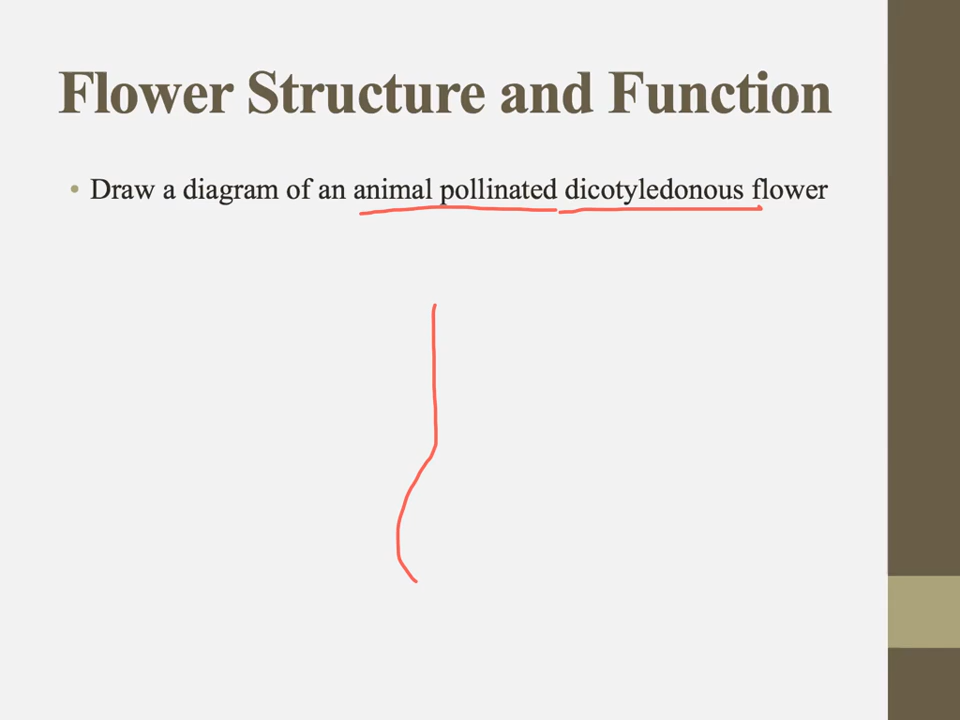 Flower Structure and Function
• Draw a diagram of an animal pollinated dicotyledonous flower